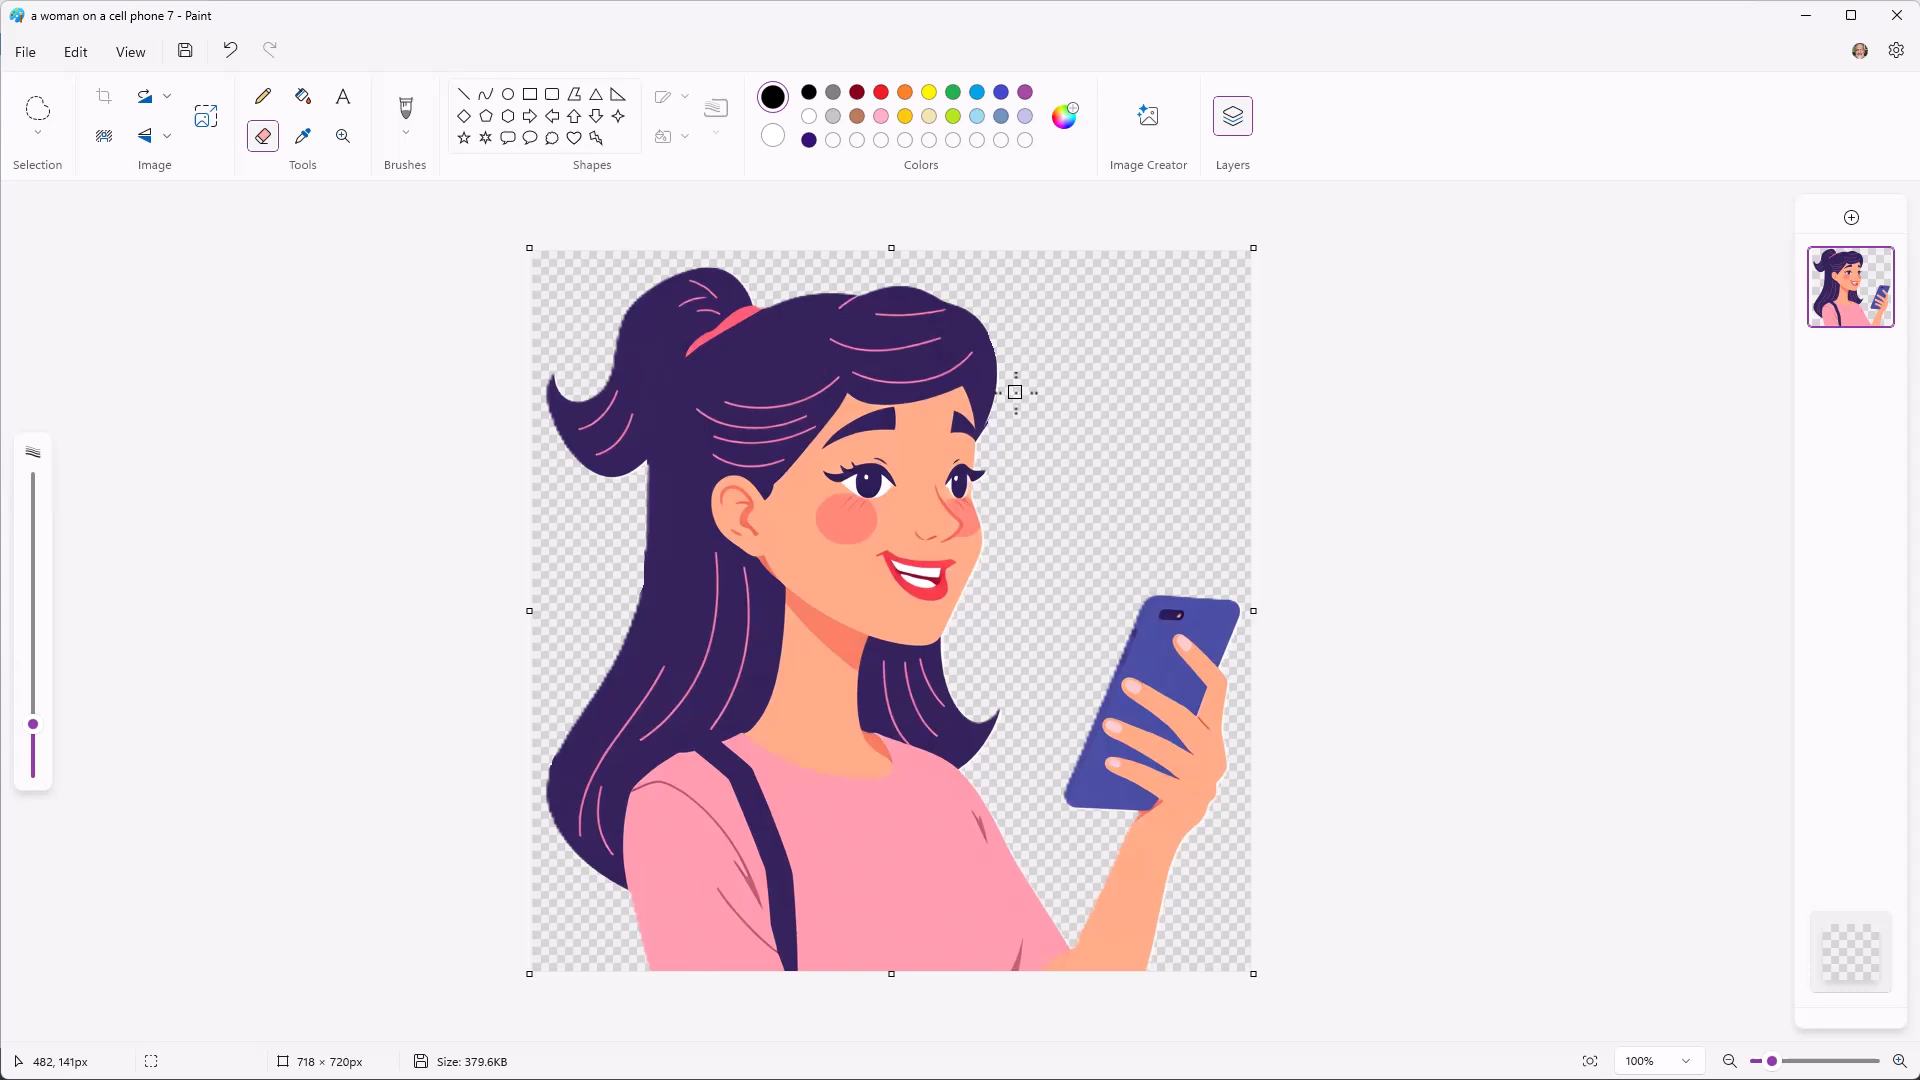 a woman on a cell phone 7 - Paint
File Edit View
Selection Image Tools Brushes Shapes Colors Image Creator Layers
482, 141px 718 × 720px Size: 379.6KB 100%